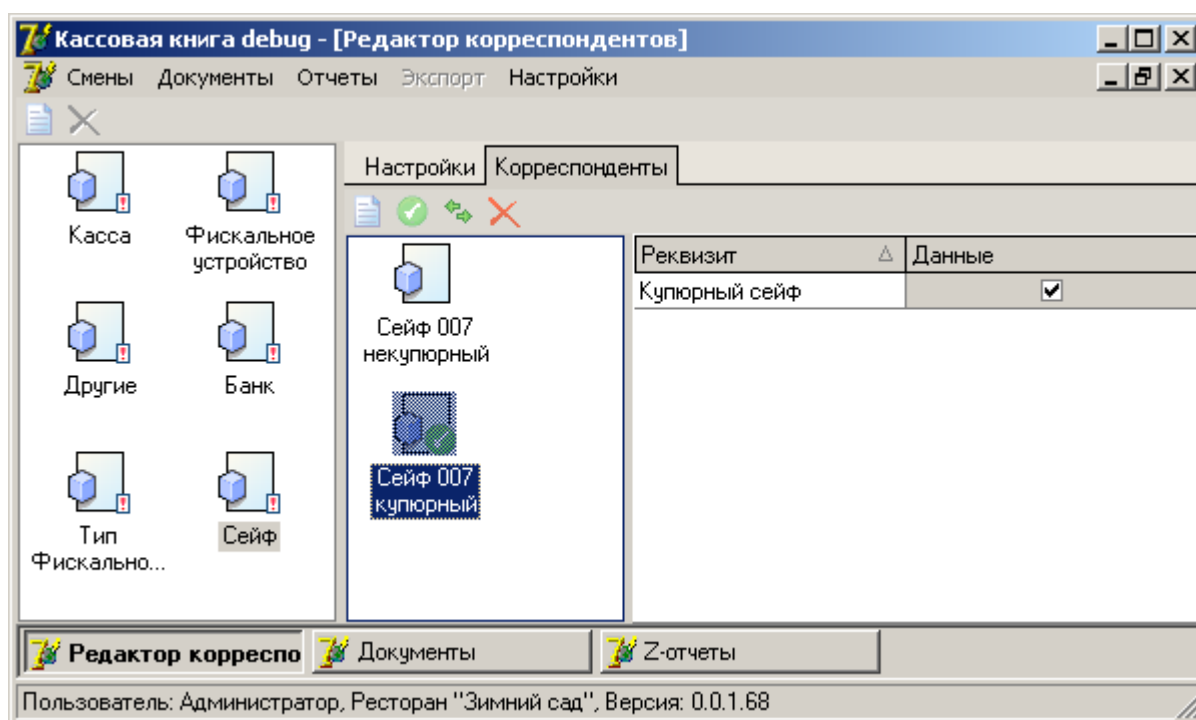 Кассовая книга debug - [Редактор корреспондентов]
Смены Документы Отчеты Экспорт Настройки
Касса
Фискальное
устройство
Другие
Банк
Тип
Фискально...
Сейф
Настройки Корреспонденты
Сейф 007
некупюрный
Сейф 007
купюрный
Реквизит Данные
Купюрный сейф
Редактор корреспо Документы Z-отчеты
Пользователь: Администратор, Ресторан "Зимний сад", Версия: 0.0.1.68